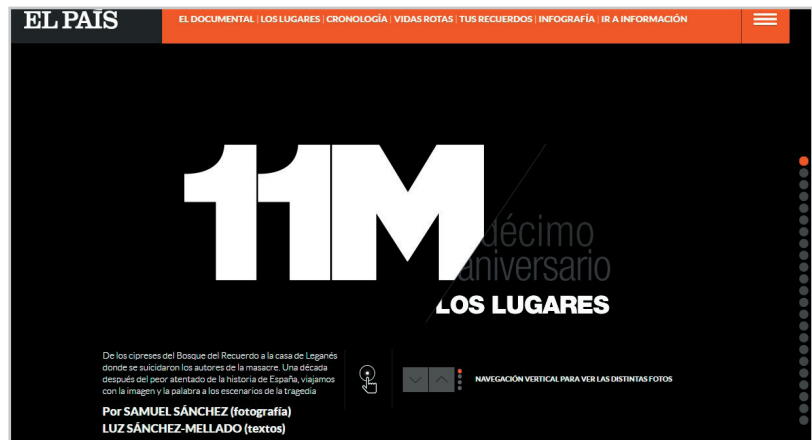 EL PAÍS
EL DOCUMENTAL | LOS LUGARES | CRONOLOGÍA | VIDAS ROTAS | TUS RECUERDOS | INFOGRAFÍA | IR A INFORMACIÓN
11M
décimo
aniversario
LOS LUGARES
De los cipreses del Bosque del Recuerdo a la casa de Leganés
donde se suicidaron los autores de la masacre. Una década
después del peor atentado de la historia de España, viajamos
con la imagen y la palabra a los escenarios de la tragedia
NAVEGACIÓN VERTICAL PARA VER LAS DISTINTAS FOTOS
Por SAMUEL SÁNCHEZ (fotografía)
LUZ SÁNCHEZ-MELLADO (textos)